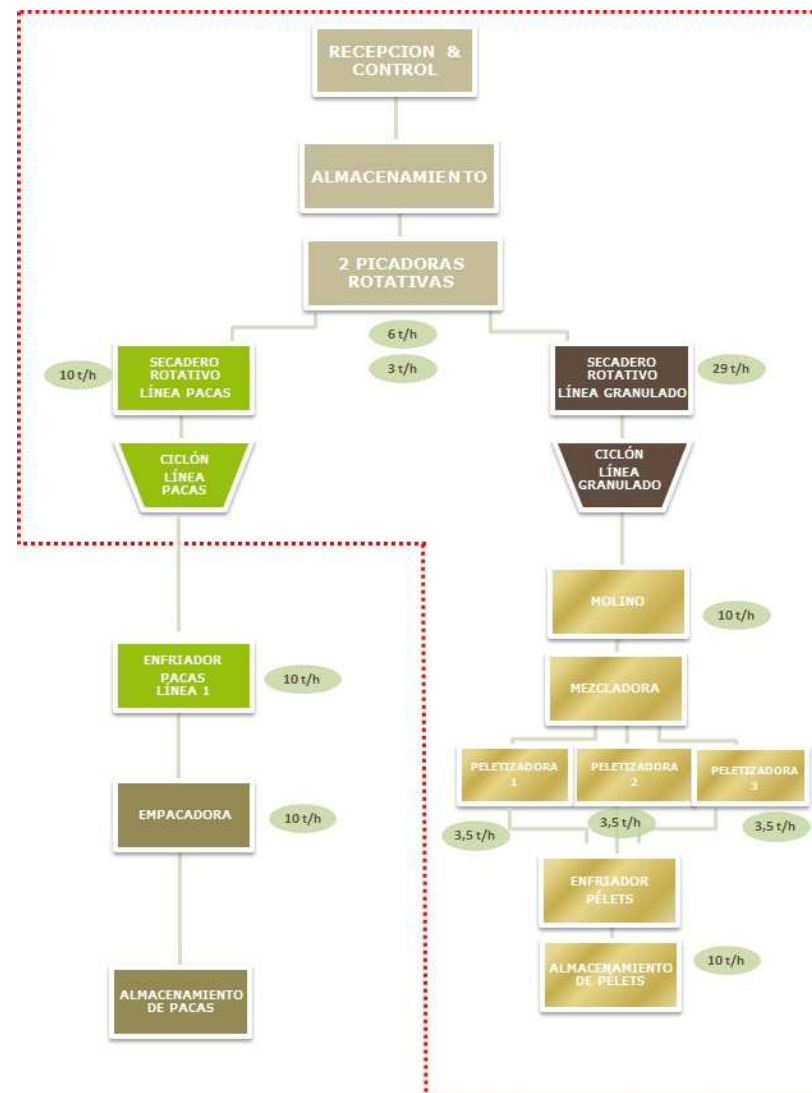 RECEPCION &
CONTROL
ALMACENAMIENTO
2 PICADORAS
ROTATIVAS
6 t/h
3 t/h
10 t/h
SECADERO
ROTATIVO
LÍNEA PACAS
SECADERO
ROTATIVO
LÍNEA GRANULADO
29 t/h
CICLÓN
LÍNEA
PACAS
CICLÓN
LÍNEA
GRANULADO
MOLINO
10 t/h
ENFRIADOR
PACAS
LÍNEA 1
10 t/h
MEZCLADORA
PELETIZADORA
1
PELETIZADORA
2
PELETIZADORA
3
EMPACADORA
10 t/h
3,5 t/h
3,5 t/h
3,5 t/h
ENFRIADOR
PÉLETS
ALMACENAMIENTO
DE PÉLETS
10 t/h
ALMACENAMIENTO
DE PACAS